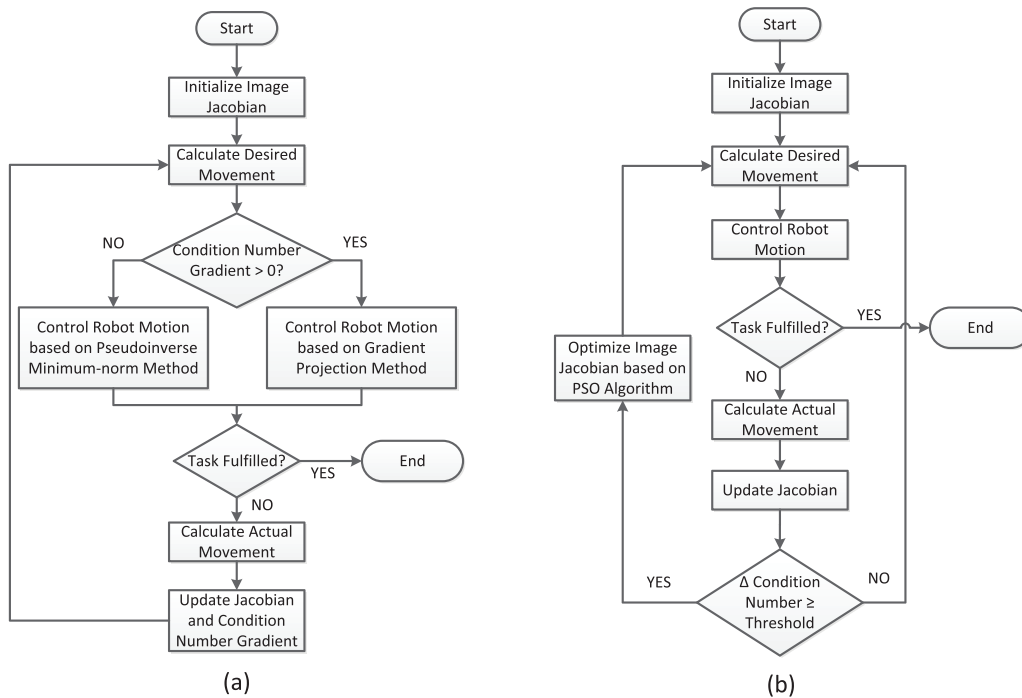 Start
Initialize Image
Jacobian
Calculate Desired
Movement
NO
Condition Number
Gradient > 0?
YES
Control Robot Motion
based on Pseudoinverse
Minimum-norm Method
Control Robot Motion
based on Gradient
Projection Method
Task Fulfilled?
YES
End
NO
Calculate Actual
Movement
Update Jacobian
and Condition
Number Gradient
(a)
Start
Initialize Image
Jacobian
Calculate Desired
Movement
Control Robot
Motion
Task Fulfilled?
YES
End
Optimize Image
Jacobian based on
PSO Algorithm
NO
Calculate Actual
Movement
Update Jacobian
YES
Δ Condition
Number ≥
Threshold
NO
(b)